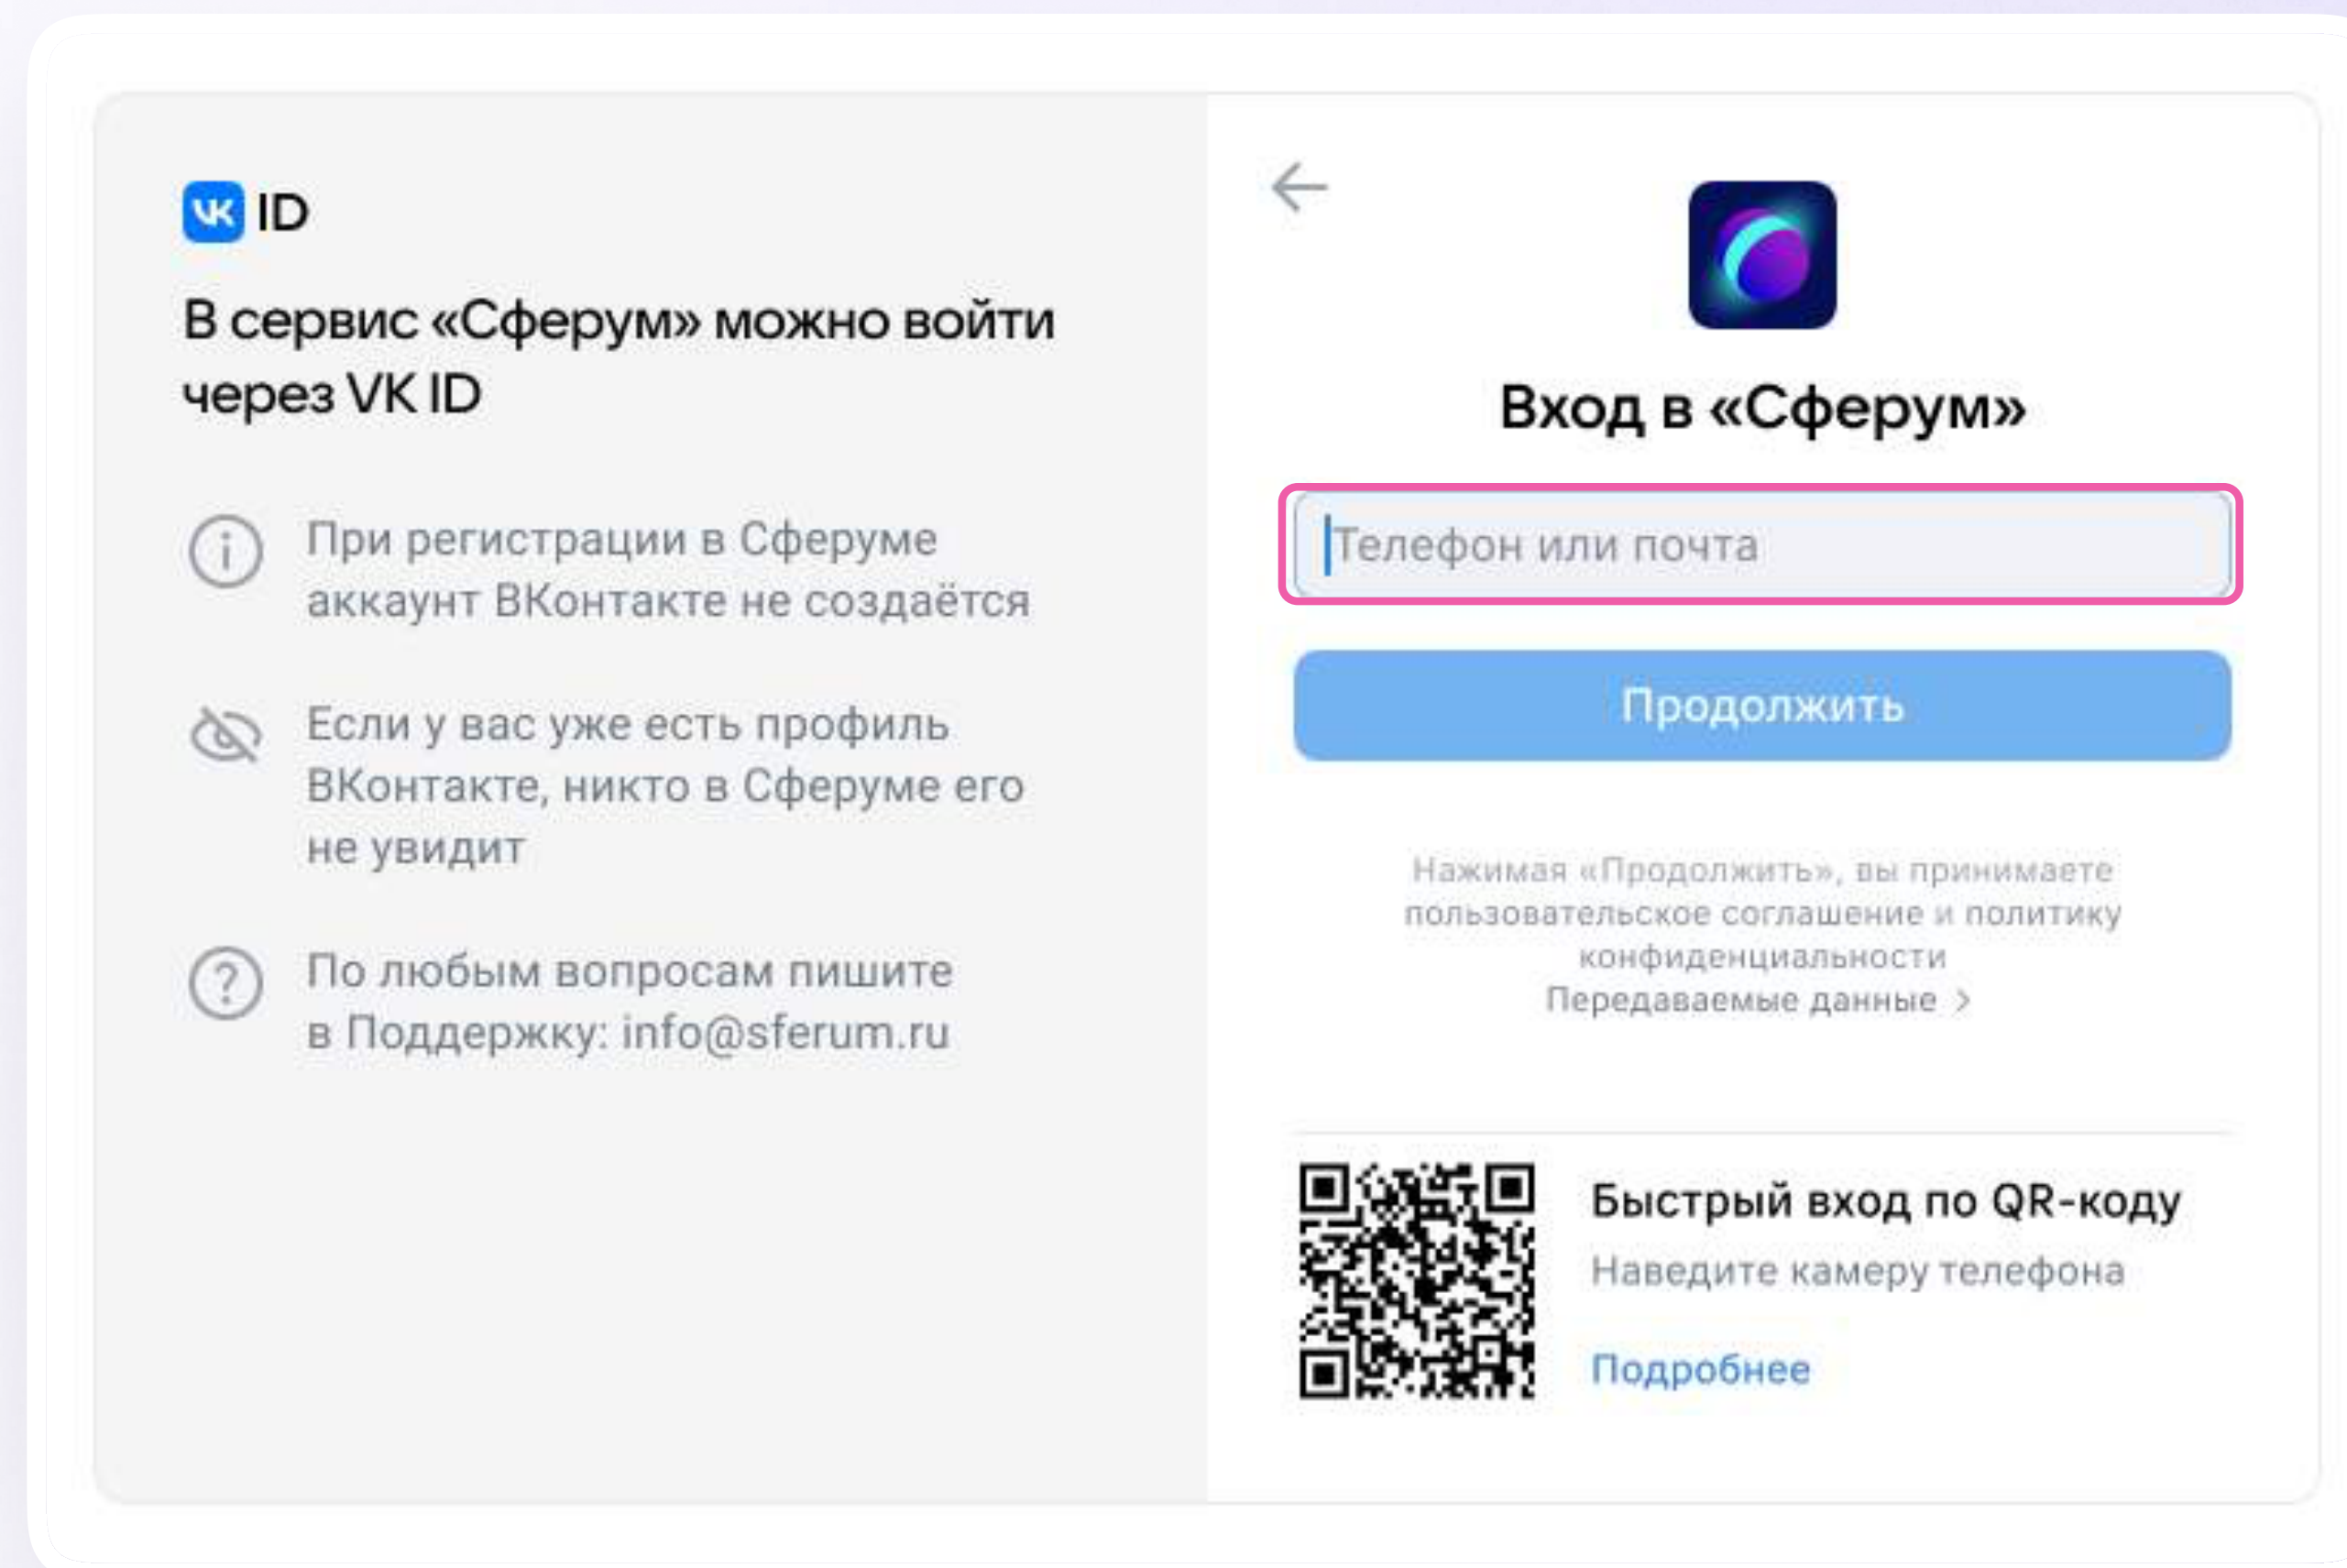 VK ID
В сервис «Сферум» можно войти
через VK ID
При регистрации в Сферуме
аккаунт ВКонтакте не создаётся
Если у вас уже есть профиль
ВКонтакте, никто в Сферуме его
не увидит
По любым вопросам пишите
в Поддержку: info@sferum.ru
Вход в «Сферум»
Телефон или почта
Продолжить
Нажимая «Продолжить», вы принимаете
пользовательское соглашение и политику
конфиденциальности
Передаваемые данные >
Быстрый вход по QR-коду
Наведите камеру телефона
Подробнее